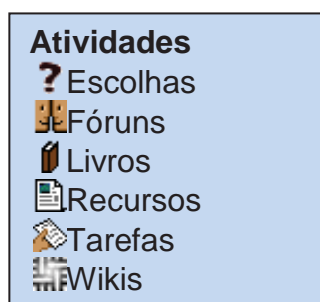 Atividades
Escolhas
Fóruns
Livros
Recursos
Tarefas
Wikis